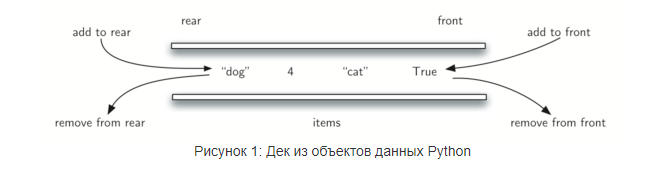 rear front
add to rear add to front
“dog” 4 “cat” True
remove from rear items remove from front
Рисунок 1: Дек из объектов данных Python